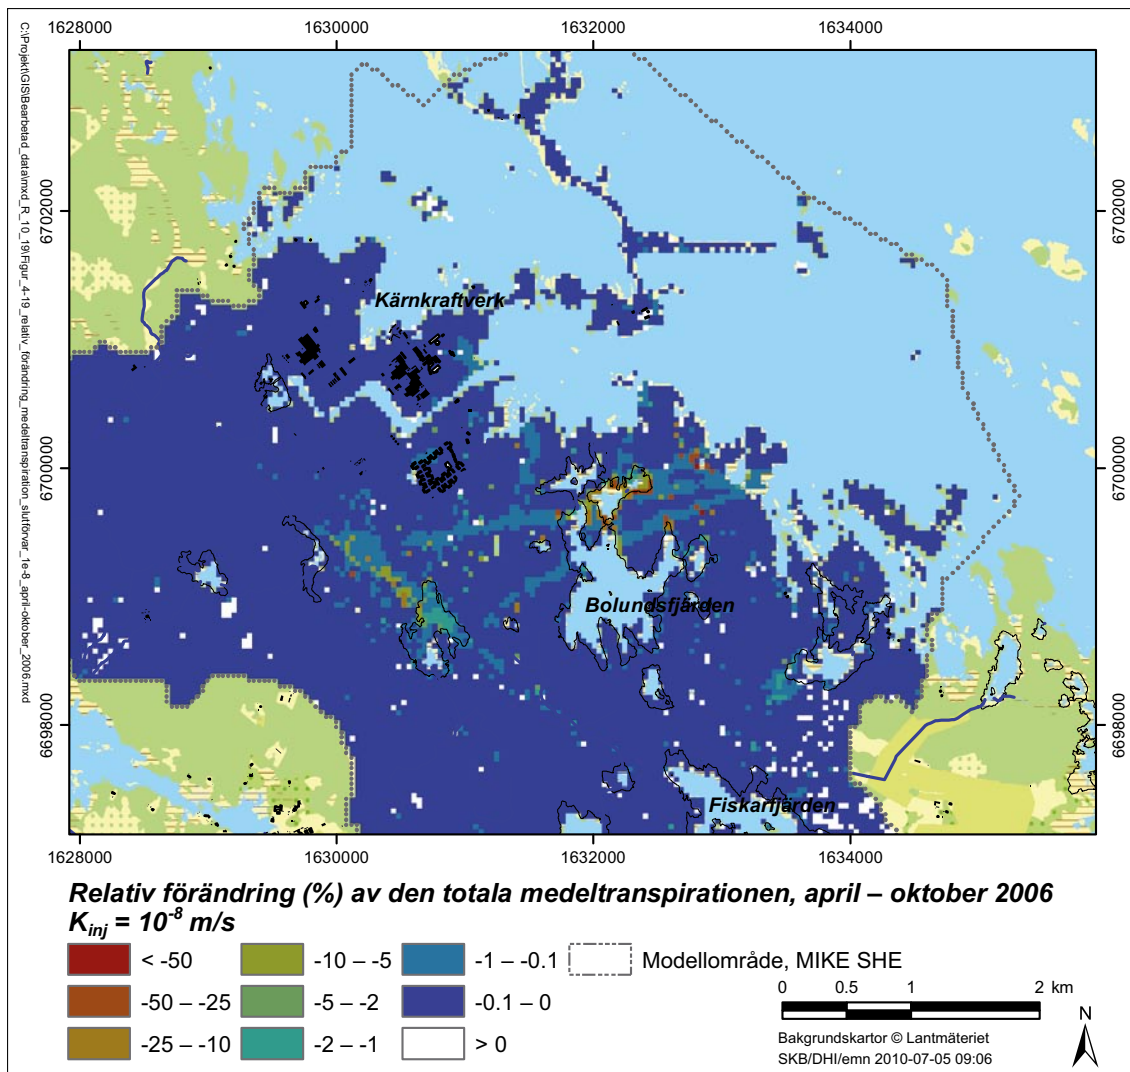 1628000 1630000 1632000 1634000
C:\Projekt\GIS\Bearbetad_data\mxd_R_10_19\Figur_4-19_relativ_förändring_medeltranspiration_slutförvar_1e-8_april-oktober_2006.mxd
6702000 6702000
Kärnkraftverk
6700000 6700000
Bolundsfjärden
6698000 6698000
Fiskarfjärden
1628000 1630000 1632000 1634000
Relativ förändring (%) av den totala medeltranspirationen, april – oktober 2006
K_inj = 10^-8 m/s
< -50 -10 – -5 -1 – -0.1 Modellområde, MIKE SHE
-50 – -25 -5 – -2 -0.1 – 0
-25 – -10 -2 – -1 > 0
0 0.5 1 2 km
N
Bakgrundskartor © Lantmäteriet
SKB/DHI/emn 2010-07-05 09:06